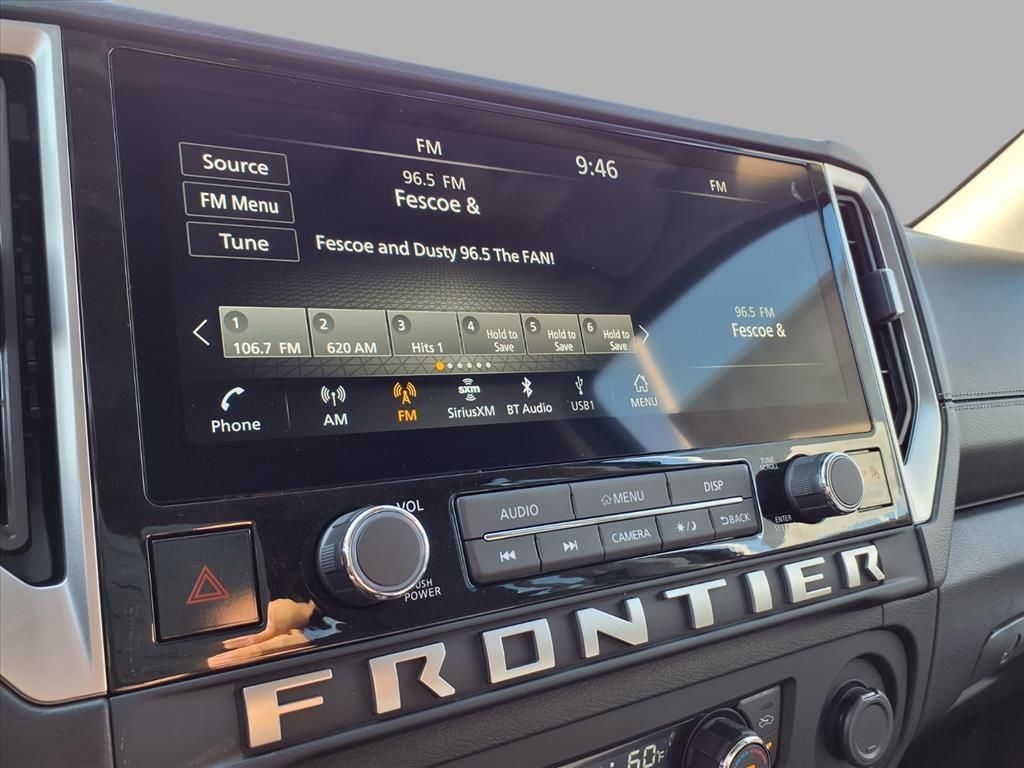 FM 9:46 FM
Source
96.5 FM
Fescoe &
FM Menu
Tune
Fescoe and Dusty 96.5 The FAN!
1 106.7 FM
2 620 AM
3 Hits 1
4 Hold to Save
5 Hold to Save
6 Hold to Save
96.5 FM
Fescoe &
Phone AM FM SiriusXM BT Audio USB1 MENU
sxm
VOL
PUSH
POWER
AUDIO MENU DISP
CAMERA BACK
TUNE
SCROLL
ENTER
FRONTIER
60°F